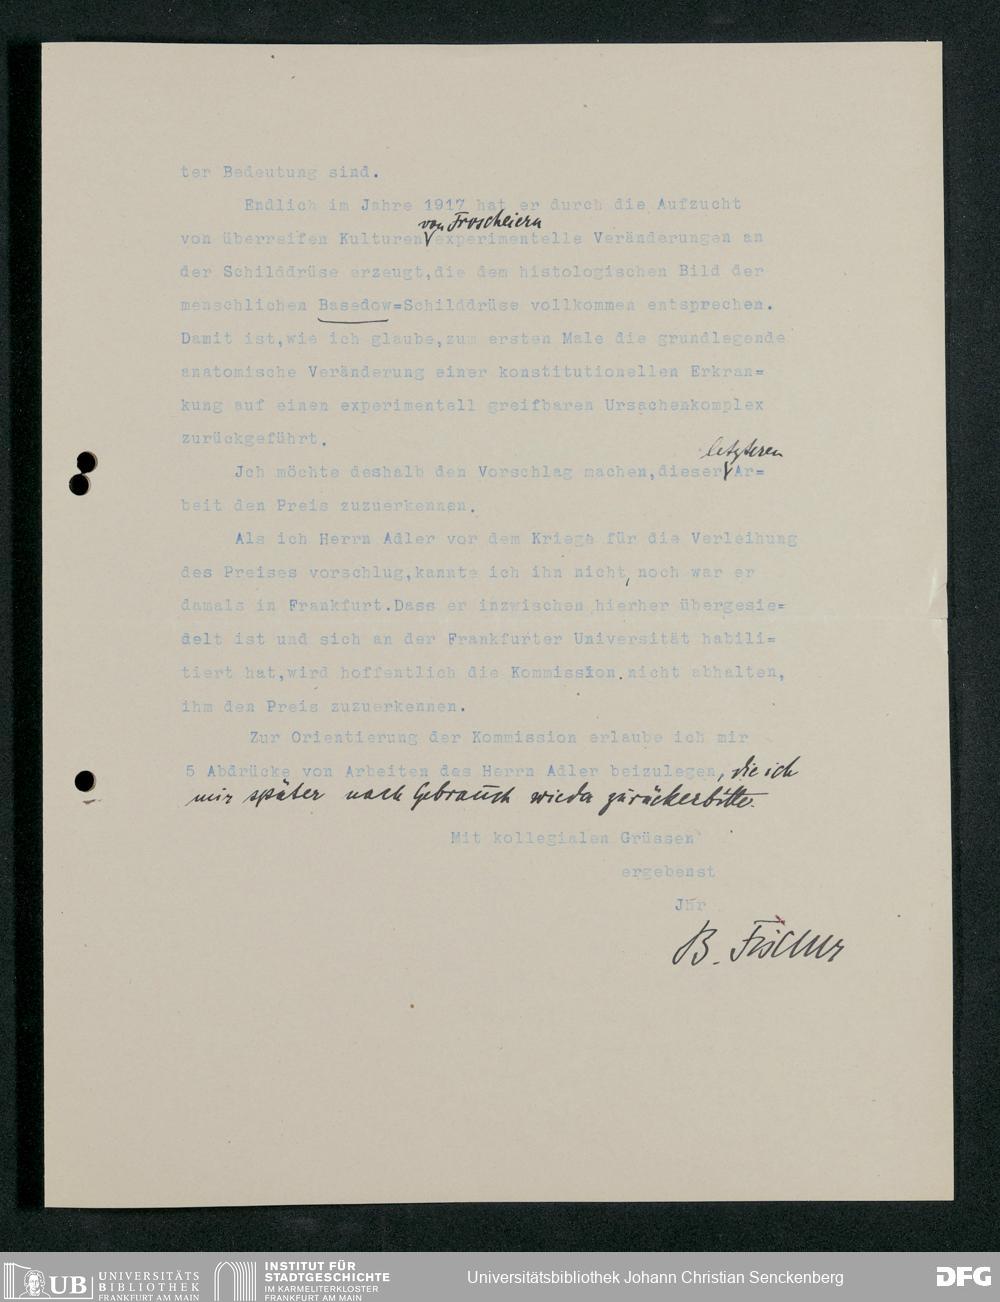 ter Bedeutung sind.
Endlich im Jahre 1917 hat er durch die Aufzucht
von Froscheiern
von überreifen Kulturen experimentelle Veränderungen an
der Schilddrüse erzeugt,die dem histologischen Bild der
menschlichen Basedow=Schilddrüse vollkommen entsprechen.
Damit ist,wie ich glaube,zum ersten Male die grundlegende
anatomische Veränderung einer konstitutionellen Erkran=
kung auf einen experimentell greifbaren Ursachenkomplex
zurückgeführt.
letzteren
Jch möchte deshalb den Vorschlag machen,dieser Ar=
beit den Preis zuzuerkennen.
Als ich Herrn Adler vor dem Kriege für die Verleihung
des Preises vorschlug,kannte ich ihn nicht, noch war er
damals in Frankfurt.Dass er inzwischen hierher übergesie=
delt ist und sich an der Frankfurter Universität habili=
tiert hat,wird hoffentlich die Kommission nicht abhalten,
ihm den Preis zuzuerkennen.
Zur Orientierung der Kommission erlaube ich mir
5 Abdrücke von Arbeiten des Herrn Adler beizulegen, die ich
mir später nach Gebrauch wieder zurückerbitte.
Mit kollegialen Grüssen
ergebenst
Jhr
B. Fischer
UB UNIVERSITÄTS
BIBLIOTHEK
FRANKFURT AM MAIN
INSTITUT FÜR
STADTGESCHICHTE
IM KARMELITERKLOSTER
FRANKFURT AM MAIN
Universitätsbibliothek Johann Christian Senckenberg
DFG